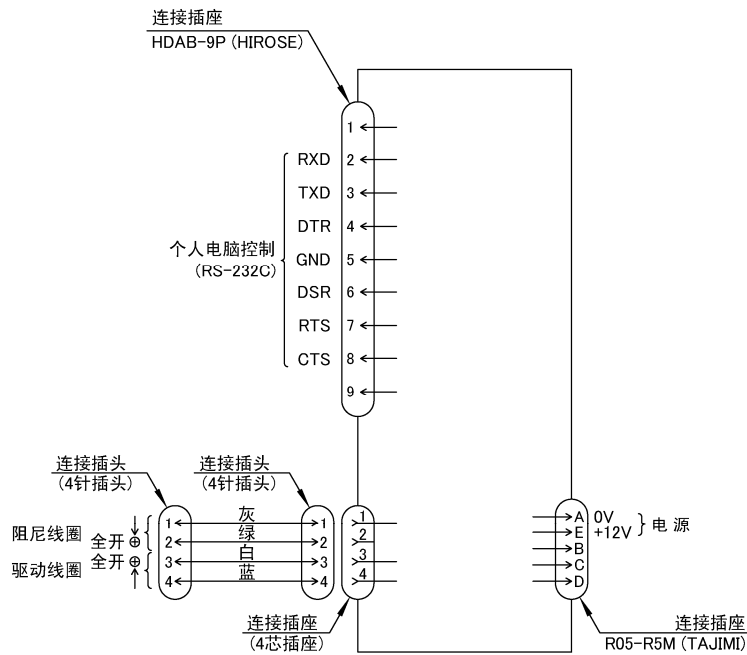 连接插座
HDAB-9P (HIROSE)
1
RXD 2
TXD 3
DTR 4
个人电脑控制
(RS-232C)
GND 5
DSR 6
RTS 7
CTS 8
9
连接插头
(4针插头)
连接插头
(4针插头)
阻尼线圈
全开
驱动线圈
全开
1 灰 1
2 绿 2
3 白 3
4 蓝 4
1
2
3
4
连接插座
(4芯插座)
A 0V
E +12V
电源
B
C
D
连接插座
R05-R5M (TAJIMI)